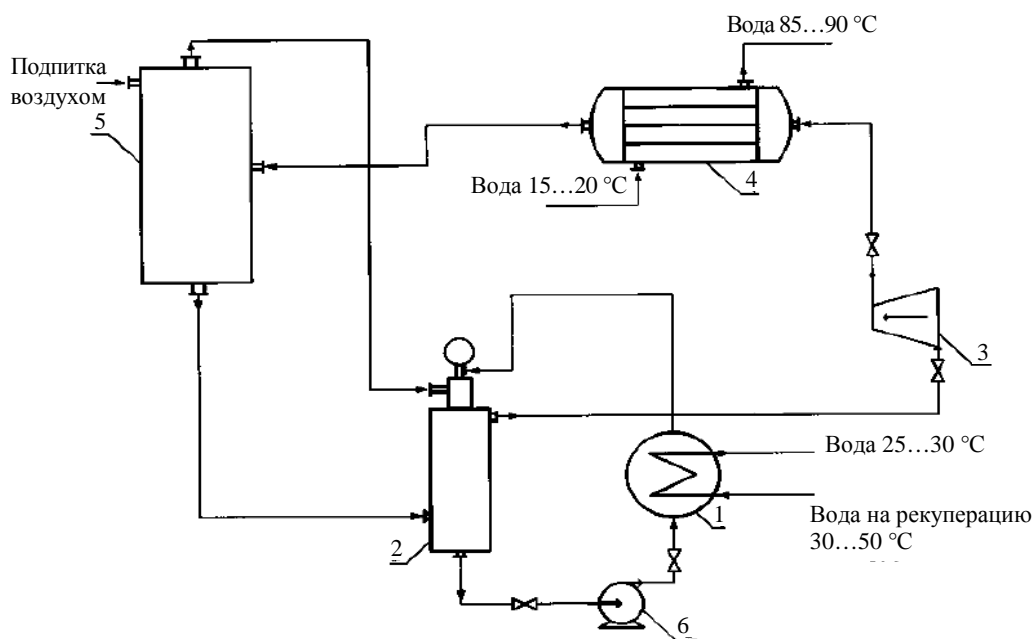 Вода 85...90 °С
Подпитка
воздухом
5
Вода 15...20 °С
4
3
Вода 25...30 °С
1
Вода на рекуперацию
30...50 °С
2
6